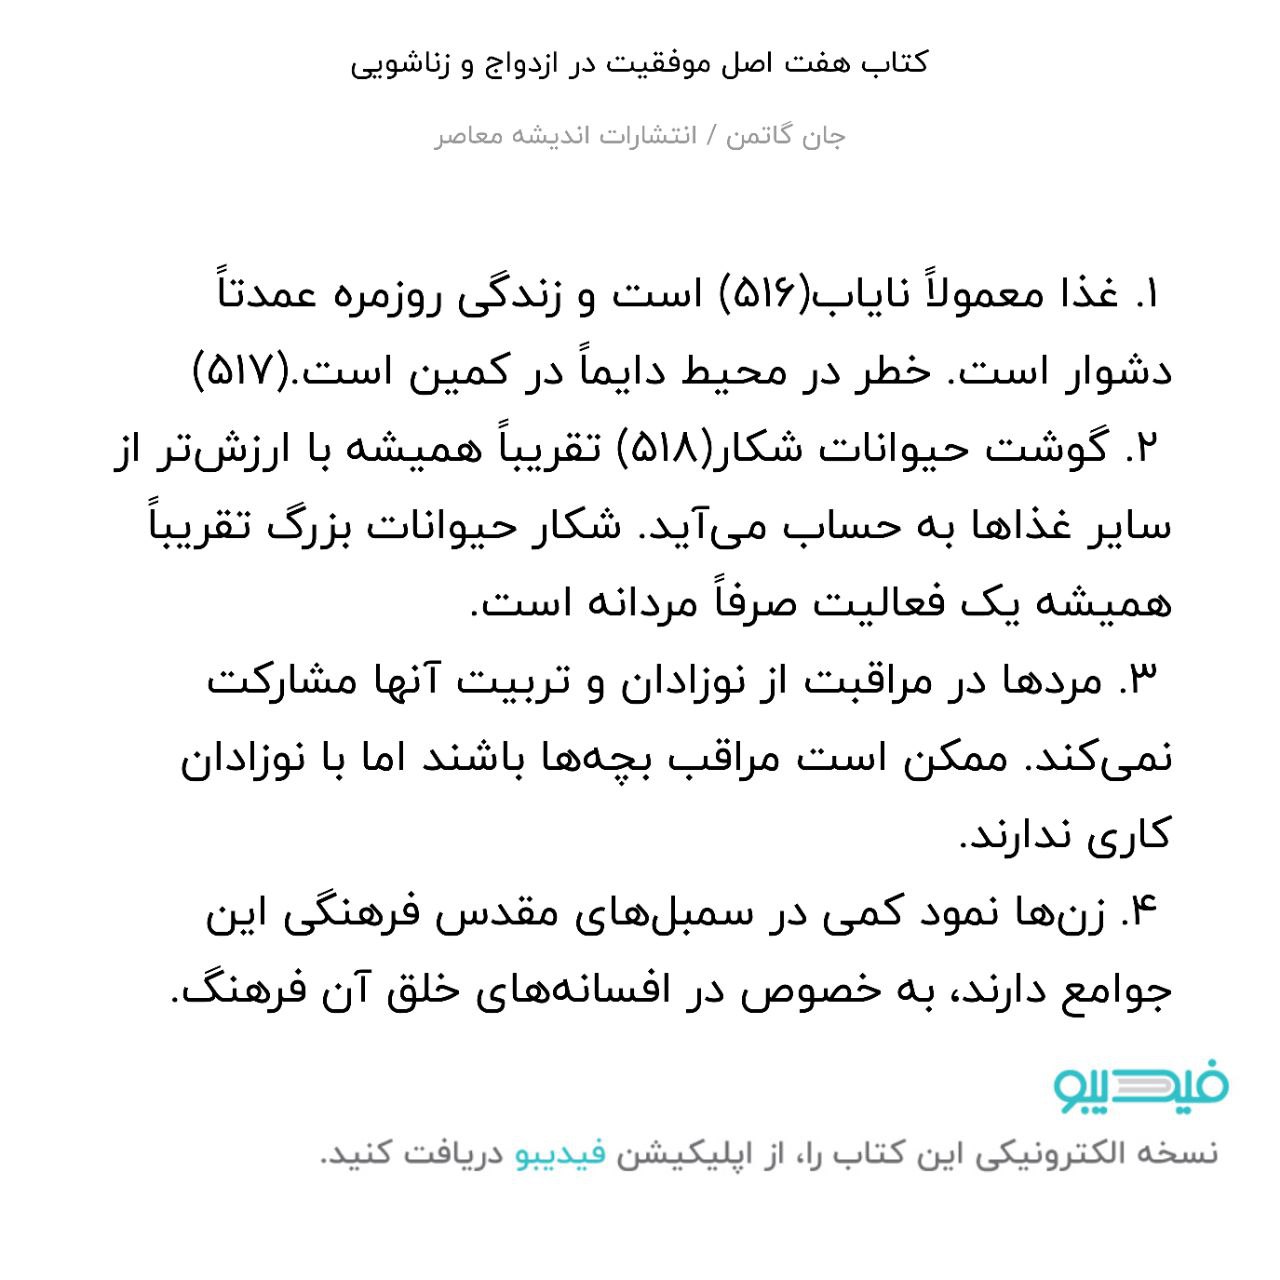 کتاب هفت اصل موفقیت در ازدواج و زناشویی
جان گاتمن / انتشارات اندیشه معاصر
۱. غذا معمولاً نایاب(۵۱۶) است و زندگی روزمره عمدتاً
دشوار است. خطر در محیط دایماً در کمین است.(۵۱۷)
۲. گوشت حیوانات شکار(۵۱۸) تقریباً همیشه با ارزش‌تر از
سایر غذاها به حساب می‌آید. شکار حیوانات بزرگ تقریباً
همیشه یک فعالیت صرفاً مردانه است.
۳. مردها در مراقبت از نوزادان و تربیت آنها مشارکت
نمی‌کند. ممکن است مراقب بچه‌ها باشند اما با نوزادان
کاری ندارند.
۴. زن‌ها نمود کمی در سمبل‌های مقدس فرهنگی این
جوامع دارند، به خصوص در افسانه‌های خلق آن فرهنگ.
فیدیبو
نسخه الکترونیکی این کتاب را، از اپلیکیشن فیدیبو دریافت کنید.